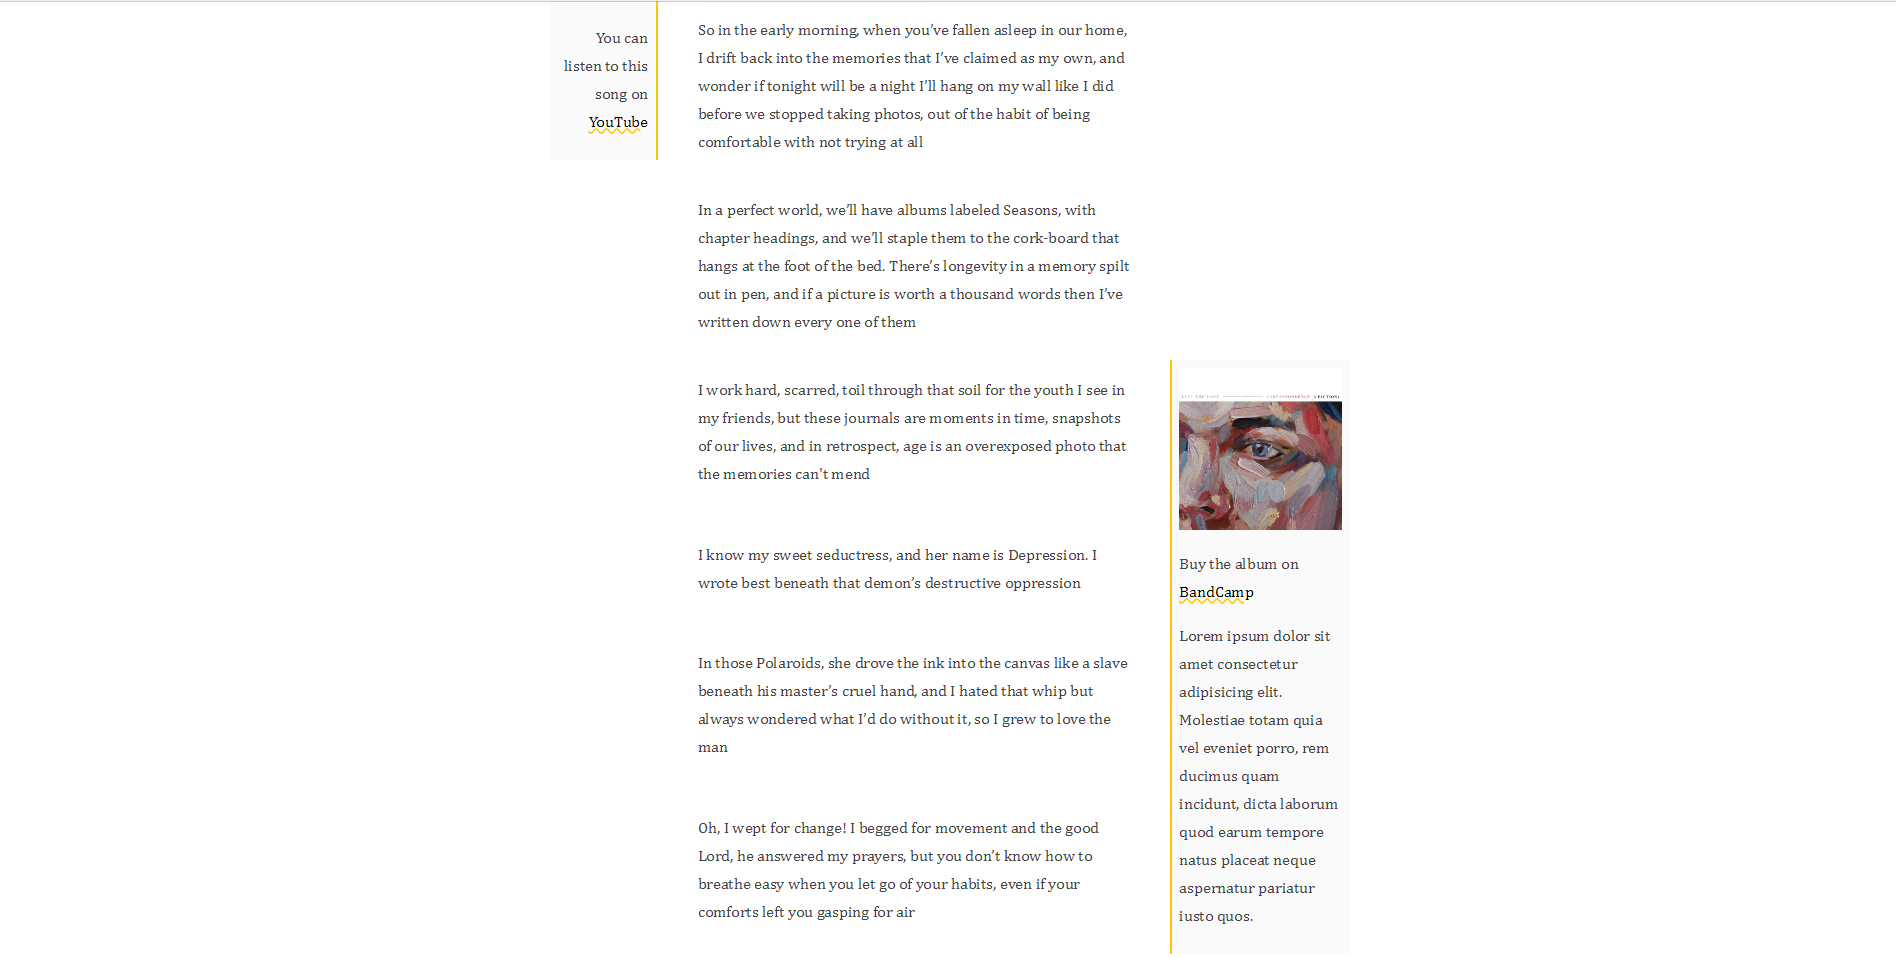 You can
listen to this
song on
YouTube
So in the early morning, when you’ve fallen asleep in our home,
I drift back into the memories that I’ve claimed as my own, and
wonder if tonight will be a night I’ll hang on my wall like I did
before we stopped taking photos, out of the habit of being
comfortable with not trying at all
In a perfect world, we’ll have albums labeled Seasons, with
chapter headings, and we’ll staple them to the cork-board that
hangs at the foot of the bed. There’s longevity in a memory spilt
out in pen, and if a picture is worth a thousand words then I’ve
written down every one of them
I work hard, scarred, toil through that soil for the youth I see in
my friends, but these journals are moments in time, snapshots
of our lives, and in retrospect, age is an overexposed photo that
the memories can't mend
I know my sweet seductress, and her name is Depression. I
wrote best beneath that demon’s destructive oppression
In those Polaroids, she drove the ink into the canvas like a slave
beneath his master’s cruel hand, and I hated that whip but
always wondered what I’d do without it, so I grew to love the
man
Oh, I wept for change! I begged for movement and the good
Lord, he answered my prayers, but you don’t know how to
breathe easy when you let go of your habits, even if your
comforts left you gasping for air
Buy the album on
BandCamp
Lorem ipsum dolor sit
amet consectetur
adipisicing elit.
Molestiae totam quia
vel eveniet porro, rem
ducimus quam
incidunt, dicta laborum
quod earum tempore
natus placeat neque
aspernatur pariatur
iusto quos.